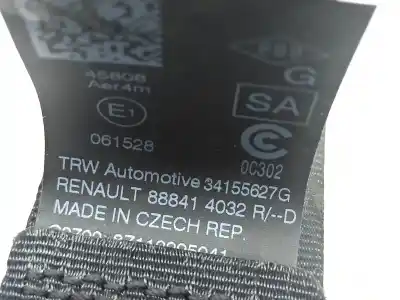 45808
Aer4m
G
E1
SA
061528
C
0C302
TRW Automotive 34155627G
RENAULT 88841 4032 R/--D
MADE IN CZECH REP.